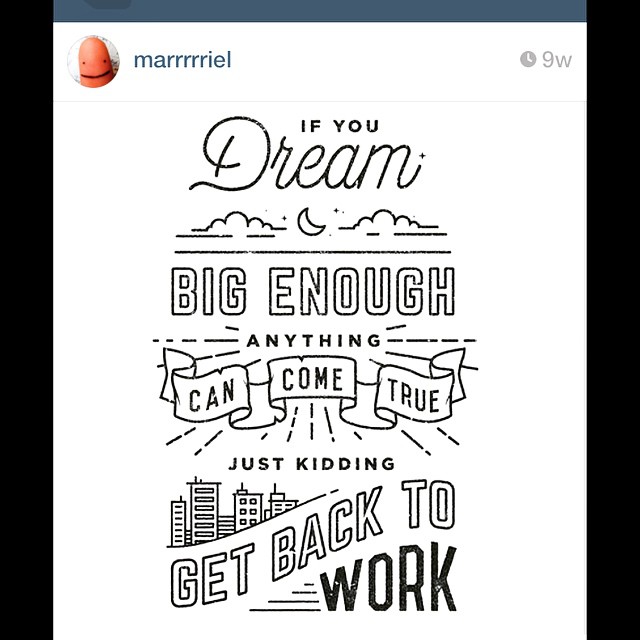 marrrrriel
9w
IF YOU
Dream
BIG ENOUGH
ANYTHING
CAN COME TRUE
JUST KIDDING
GET BACK TO
WORK